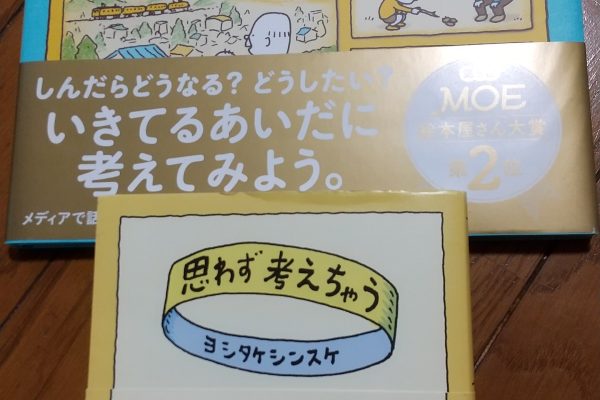 しんだらどうなる?どうしたい?
いきてるあいだに
考えてみよう。
MOE
絵本屋さん大賞
第2位
メディアで話
思わず考えちゃう
ヨシタケシンスケ